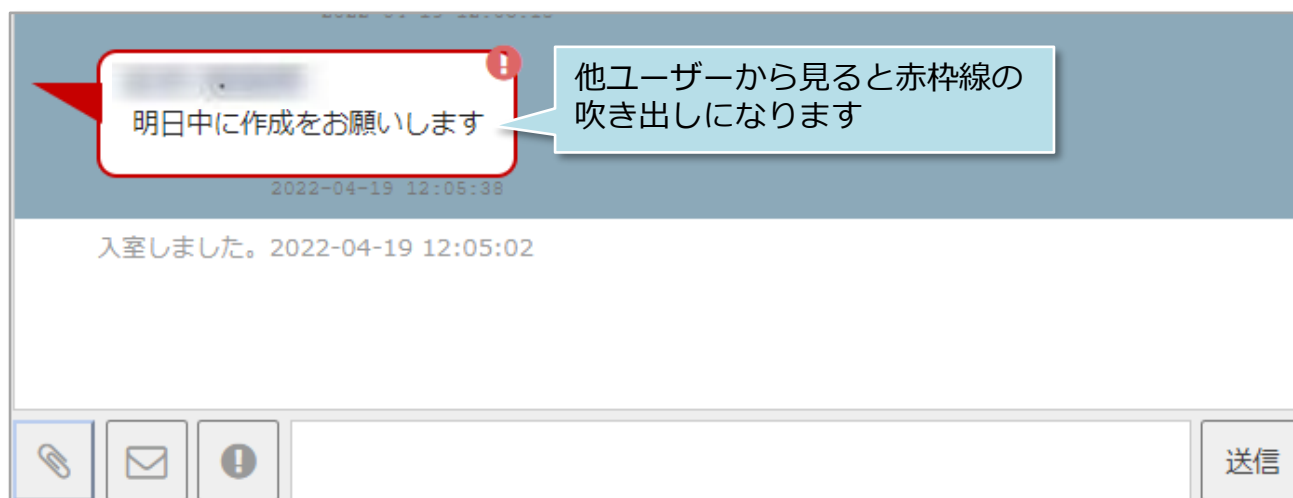 明日中に作成をお願いします
他ユーザーから見ると赤枠線の
吹き出しになります
2022-04-19 12:05:38
入室しました。2022-04-19 12:05:02
送信